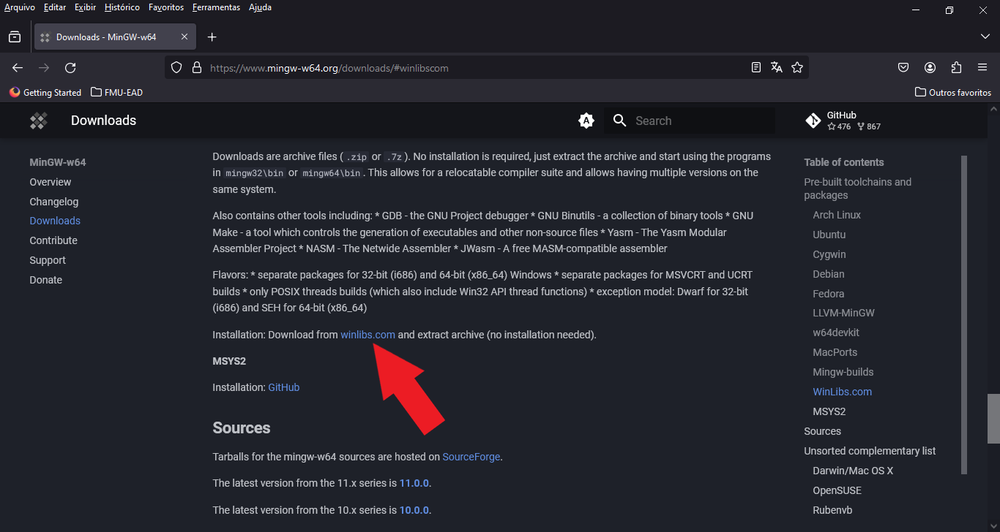 Arquivo Editar Exibir Histórico Favoritos Ferramentas Ajuda
Downloads - MinGW-w64
https://www.mingw-w64.org/downloads/#winlibscom
Getting Started FMU-EAD Outros favoritos
Downloads
A
Search
GitHub
476 867
MinGW-w64
Overview
Changelog
Downloads
Contribute
Support
Donate
Downloads are archive files ( .zip or .7z ). No installation is required, just extract the archive and start using the programs
in mingw32\bin or mingw64\bin . This allows for a relocatable compiler suite and allows having multiple versions on the
same system.
Also contains other tools including: * GDB - the GNU Project debugger * GNU Binutils - a collection of binary tools * GNU
Make - a tool which controls the generation of executables and other non-source files * Yasm - The Yasm Modular
Assembler Project * NASM - The Netwide Assembler * JWasm - A free MASM-compatible assembler
Flavors: * separate packages for 32-bit (i686) and 64-bit (x86_64) Windows * separate packages for MSVCRT and UCRT
builds * only POSIX threads builds (which also include Win32 API thread functions) * exception model: Dwarf for 32-bit
(i686) and SEH for 64-bit (x86_64)
Installation: Download from winlibs.com and extract archive (no installation needed).
MSYS2
Installation: GitHub
Sources
Tarballs for the mingw-w64 sources are hosted on SourceForge.
The latest version from the 11.x series is 11.0.0.
The latest version from the 10.x series is 10.0.0.
Table of contents
Pre-built toolchains and
packages
Arch Linux
Ubuntu
Cygwin
Debian
Fedora
LLVM-MinGW
w64devkit
MacPorts
Mingw-builds
WinLibs.com
MSYS2
Sources
Unsorted complementary list
Darwin/Mac OS X
OpenSUSE
Rubenvb